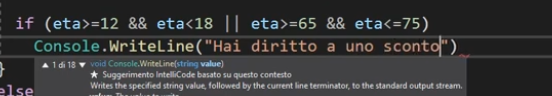 if (eta>=12 && eta<18 || eta>=65 && eta<=75)
Console.WriteLine("Hai diritto a uno sconto")
}
▲ 1 di 18 ▼ void Console.WriteLine(string value)
★ Suggerimento IntelliCode basato su questo contesto
Writes the specified string value, followed by the current line terminator, to the standard output stream.
else